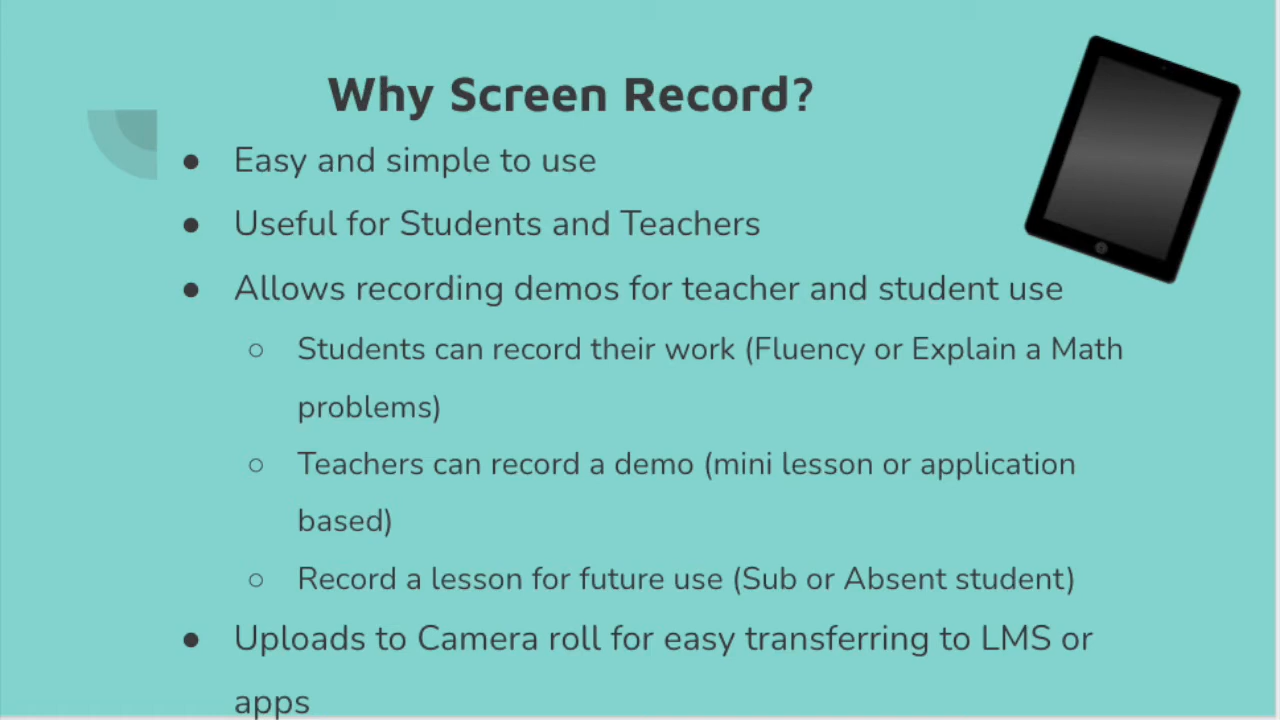 Why Screen Record?
● Easy and simple to use
● Useful for Students and Teachers
● Allows recording demos for teacher and student use
○ Students can record their work (Fluency or Explain a Math
problems)
○ Teachers can record a demo (mini lesson or application
based)
○ Record a lesson for future use (Sub or Absent student)
● Uploads to Camera roll for easy transferring to LMS or
apps